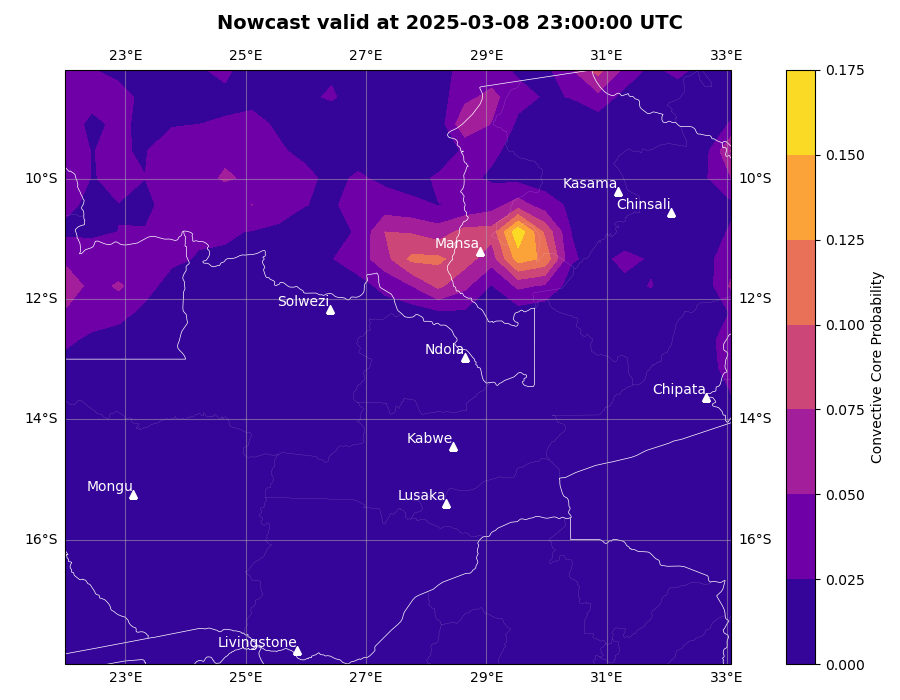 Nowcast valid at 2025-03-08 23:00:00 UTC
23°E 25°E 27°E 29°E 31°E 33°E
0.175
0.150
0.125
0.100
0.075
0.050
0.025
0.000
Convective Core Probability
10°S 10°S
12°S 12°S
14°S 14°S
16°S 16°S
Kasama
Chinsali
Mansa
Solwezi
Ndola
Chipata
Kabwe
Mongu
Lusaka
Livingstone
23°E 25°E 27°E 29°E 31°E 33°E